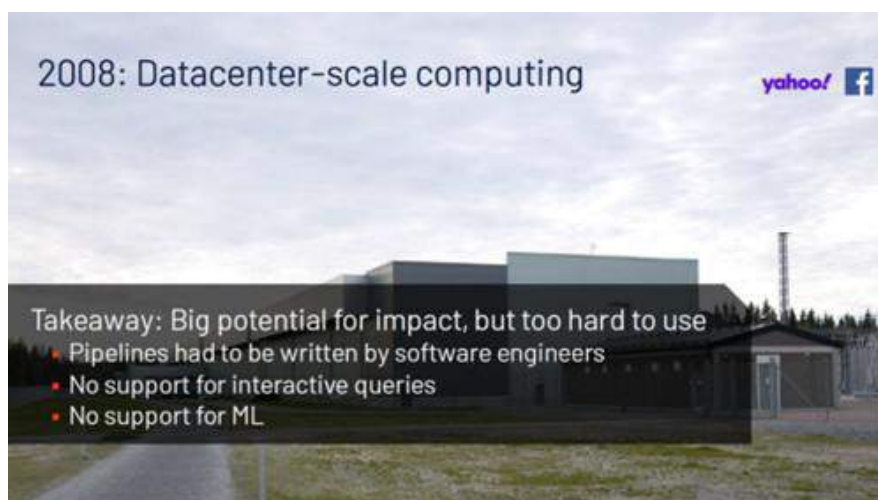 2008: Datacenter-scale computing
yahoo!
Takeaway: Big potential for impact, but too hard to use
Pipelines had to be written by software engineers
No support for interactive queries
No support for ML